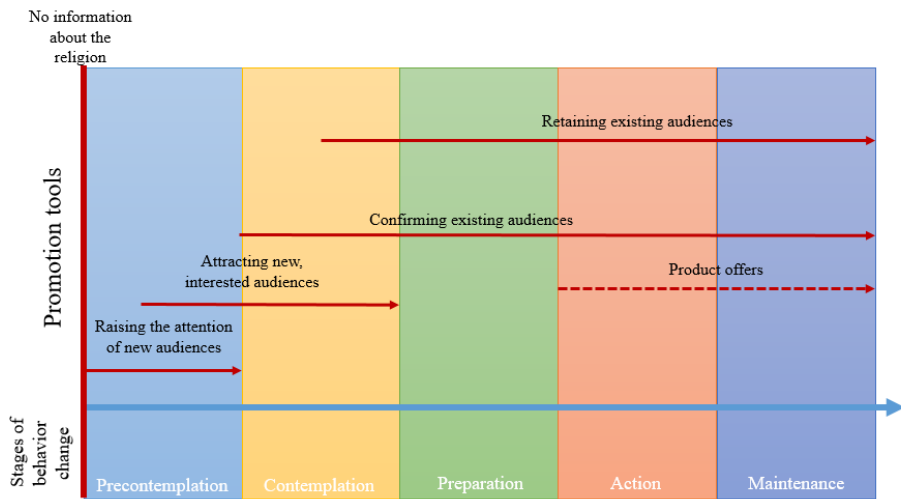 No information
about the
religion
Retaining existing audiences
Confirming existing audiences
Attracting new,
interested audiences
Product offers
Raising the attention
of new audiences
Promotion tools
Stages of
behavior
change
Precontemplation
Contemplation
Preparation
Action
Maintenance